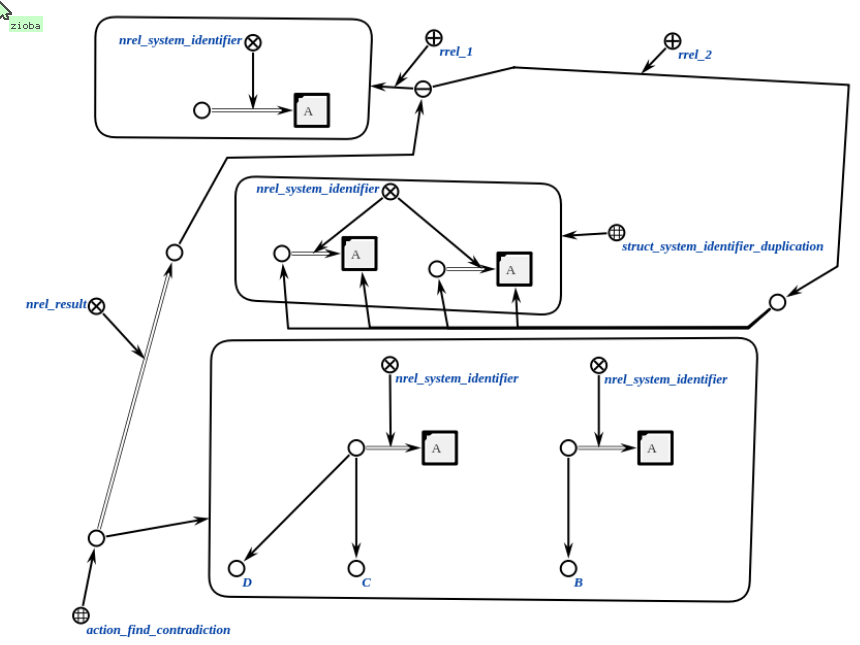 zioba
nrel_system_identifier
rrel_1
rrel_2
A
nrel_system_identifier
struct_system_identifier_duplication
A
A
nrel_result
nrel_system_identifier
nrel_system_identifier
A
A
D
C
B
action_find_contradiction